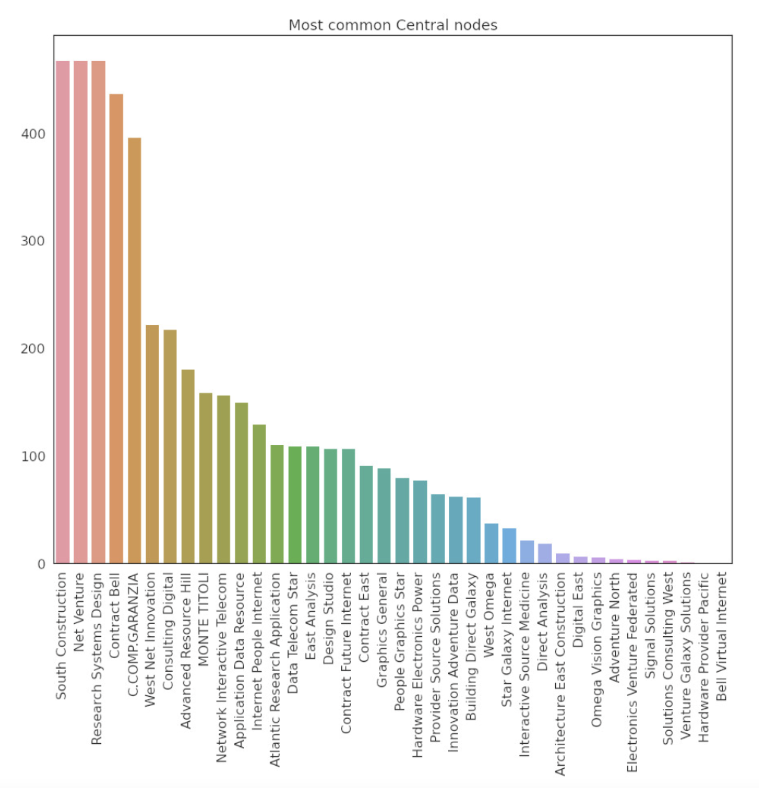 Most common Central nodes
400
300
200
100
0
South Construction
Net Venture
Research Systems Design
Contract Bell
C.COMP.GARANZIA
West Net Innovation
Consulting Digital
Advanced Resource Hill
MONTE TITOLI
Network Interactive Telecom
Application Data Resource
Internet People Internet
Atlantic Research Application
Data Telecom Star
East Analysis
Design Studio
Contract Future Internet
Contract East
Graphics General
People Graphics Star
Hardware Electronics Power
Provider Source Solutions
Innovation Adventure Data
Building Direct Galaxy
West Omega
Star Galaxy Internet
Interactive Source Medicine
Direct Analysis
Architecture East Construction
Digital East
Omega Vision Graphics
Adventure North
Electronics Venture Federated
Signal Solutions
Solutions Consulting West
Venture Galaxy Solutions
Hardware Provider Pacific
Bell Virtual Internet